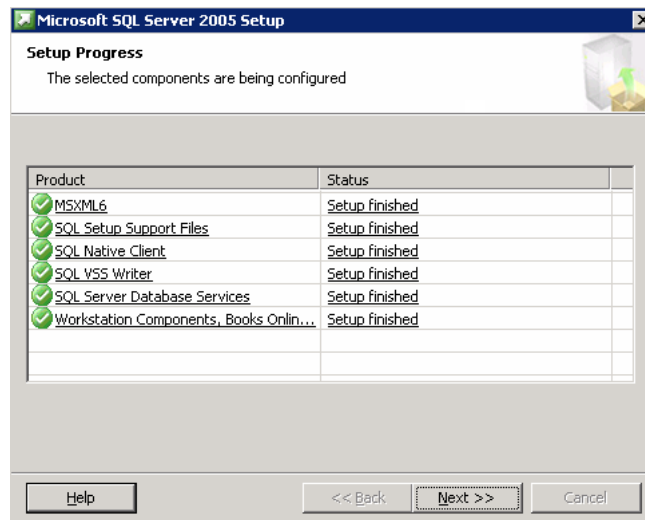 Microsoft SQL Server 2005 Setup
Setup Progress
The selected components are being configured
Product Status
MSXML6 Setup finished
SQL Setup Support Files Setup finished
SQL Native Client Setup finished
SQL VSS Writer Setup finished
SQL Server Database Services Setup finished
Workstation Components, Books Onlin... Setup finished
Help << Back Next >> Cancel